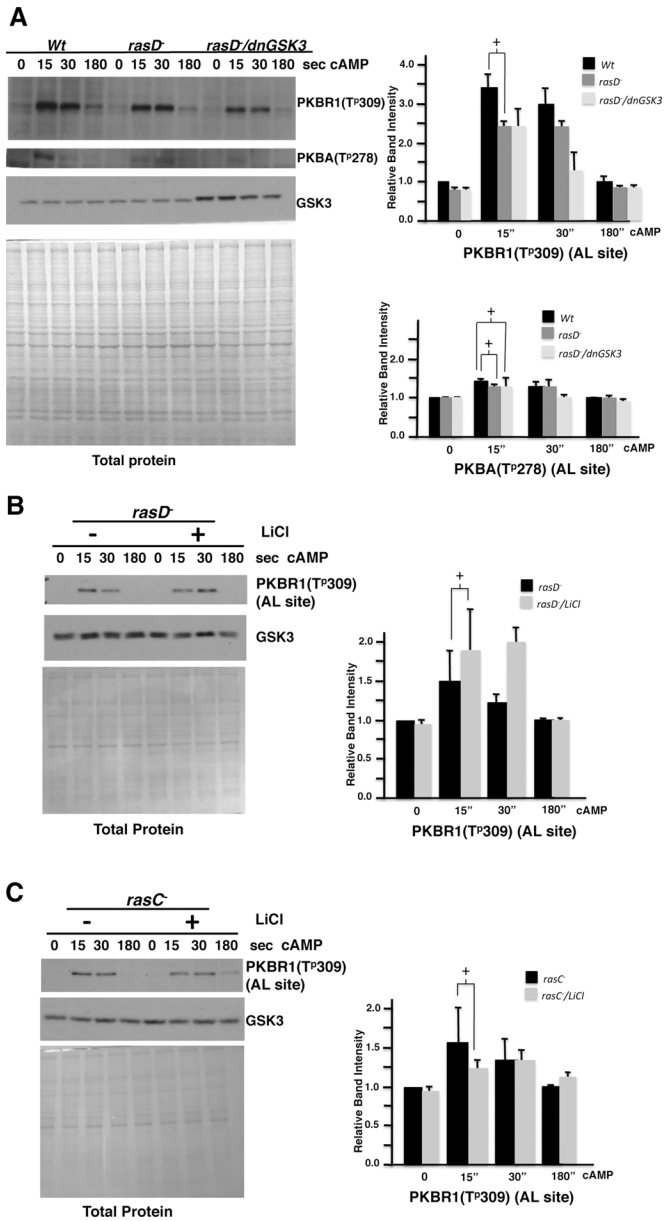 A
Wt rasD- rasD-/dnGSK3
0 15 30 180 0 15 30 180 0 15 30 180 sec cAMP
PKBR1(Tp309)
PKBA(Tp278)
GSK3
Total protein
Relative Band Intensity
4.0
3.0
2.0
1.0
0.0
+
Wt
rasD-
rasD-/dnGSK3
0 15” 30” 180” cAMP
PKBR1(Tp309) (AL site)
Relative Band Intensity
2.0
1.0
0.0
+
+
Wt
rasD-
rasD-/dnGSK3
0 15” 30” 180” cAMP
PKBA(Tp278) (AL site)
B
rasD-
- + LiCl
0 15 30 180 0 15 30 180 sec cAMP
PKBR1(Tp309)
(AL site)
GSK3
Total Protein
Relative Band Intensity
2.0
1.5
1.0
0.0
+
rasD-
rasD-/LiCl
0 15” 30” 180” cAMP
PKBR1(Tp309) (AL site)
C
rasC-
- + LiCl
0 15 30 180 0 15 30 180 sec cAMP
PKBR1(Tp309)
(AL site)
GSK3
Total Protein
Relative Band Intensity
2.0
1.5
1.0
0.0
+
rasC-
rasC-/LiCl
0 15” 30” 180” cAMP
PKBR1(Tp309) (AL site)